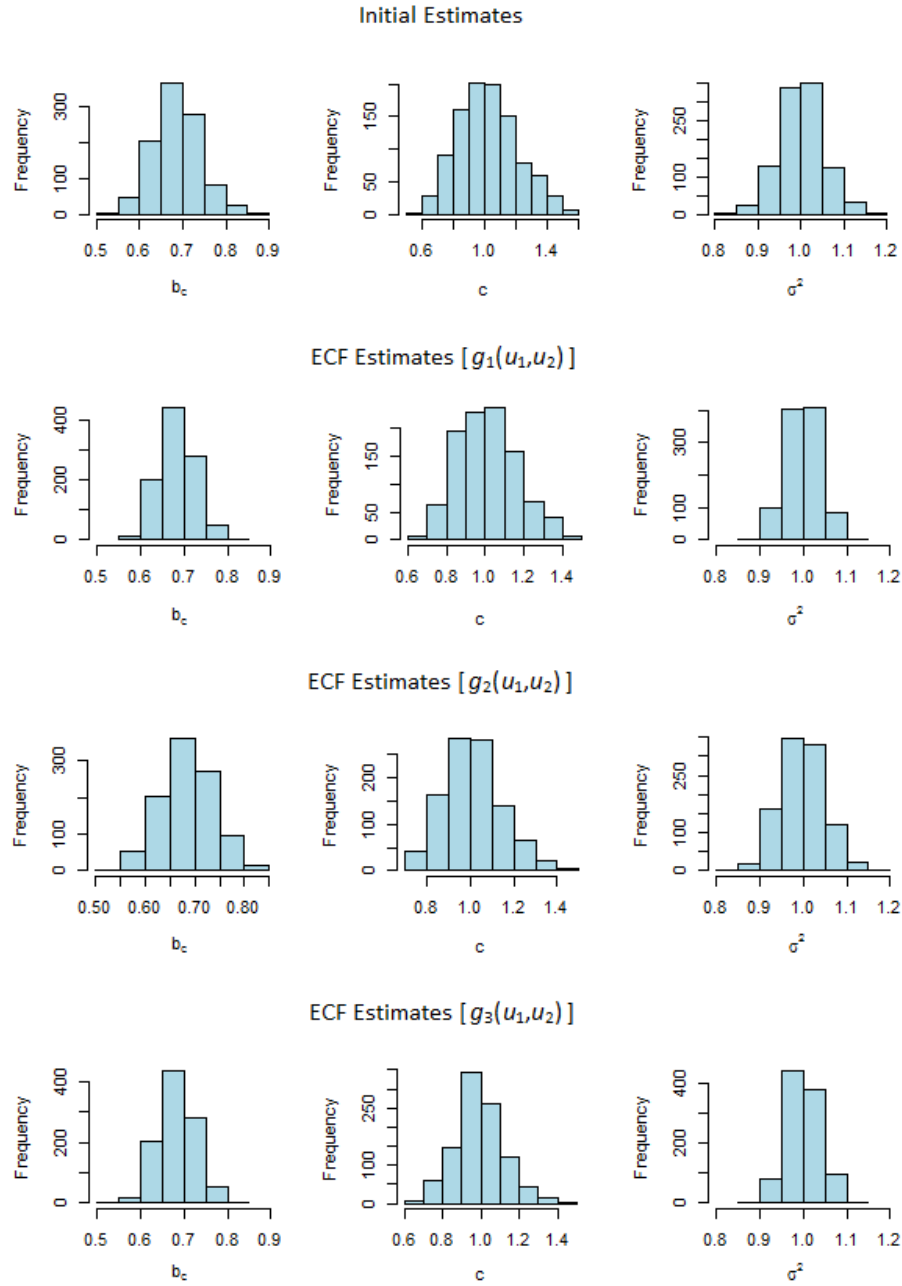 Initial Estimates
Frequency
0 100 300
0.5 0.6 0.7 0.8 0.9
b_c
Frequency
0 50 150
0.6 1.0 1.4
c
Frequency
0 100 250
0.8 0.9 1.0 1.1 1.2
σ²
ECF Estimates [ g₁(u₁,u₂) ]
Frequency
0 200 400
0.5 0.6 0.7 0.8 0.9
b_c
Frequency
0 50 150
0.6 0.8 1.0 1.2 1.4
c
Frequency
0 100 300
0.8 0.9 1.0 1.1 1.2
σ²
ECF Estimates [ g₂(u₁,u₂) ]
Frequency
0 100 300
0.50 0.60 0.70 0.80
b_c
Frequency
0 100 200
0.8 1.0 1.2 1.4
c
Frequency
0 100 250
0.8 0.9 1.0 1.1 1.2
σ²
ECF Estimates [ g₃(u₁,u₂) ]
Frequency
0 200 400
0.5 0.6 0.7 0.8 0.9
b_c
Frequency
0 100 250
0.6 0.8 1.0 1.2 1.4
c
Frequency
0 200 400
0.8 0.9 1.0 1.1 1.2
σ²